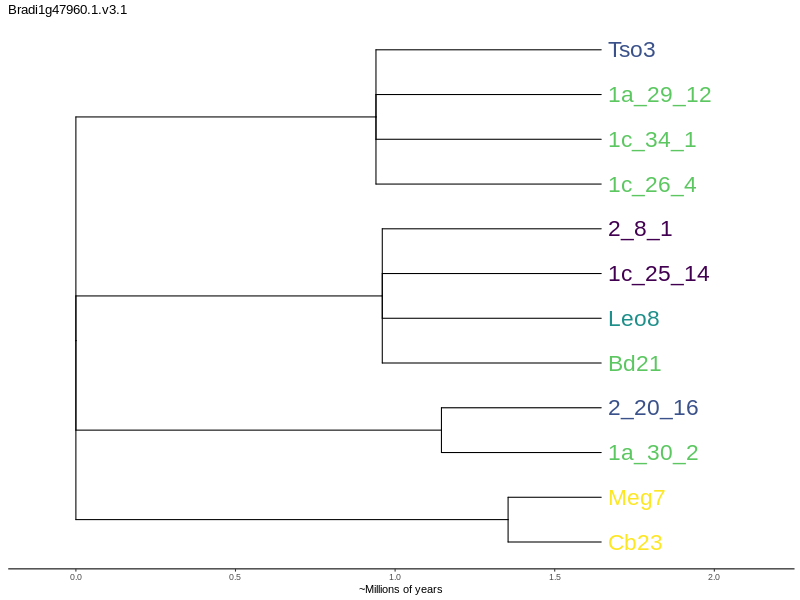 Bradi1g47960.1.v3.1
Tso3
1a_29_12
1c_34_1
1c_26_4
2_8_1
1c_25_14
Leo8
Bd21
2_20_16
1a_30_2
Meg7
Cb23
0.0 0.5 1.0 1.5 2.0
~Millions of years